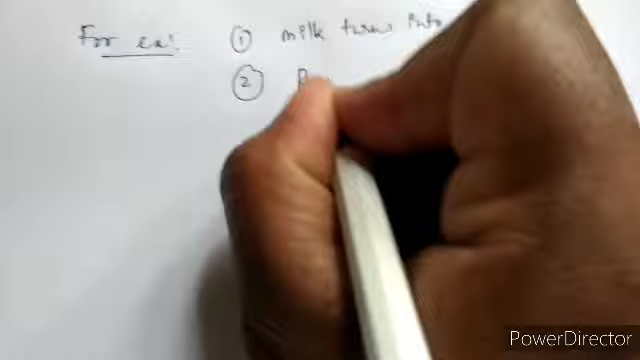 For ex: ① milk turns into
②
PowerDirector